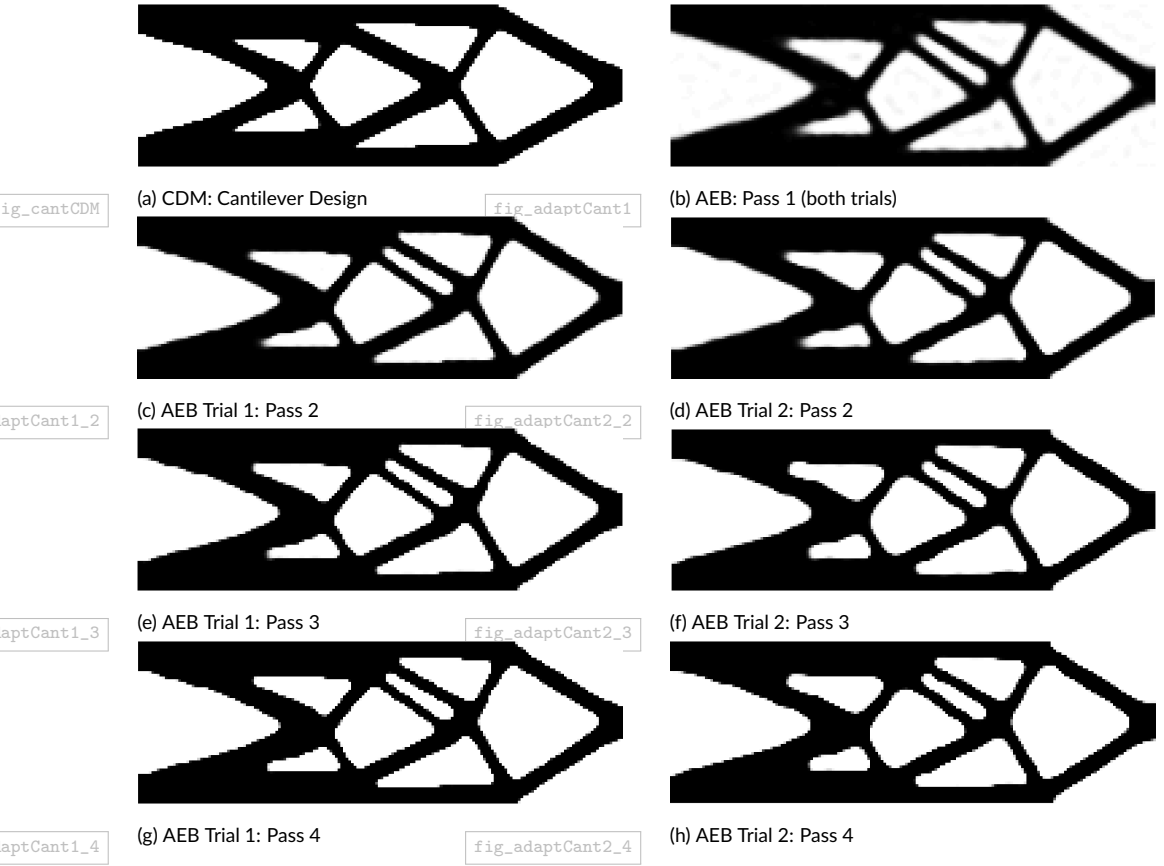 (a) CDM: Cantilever Design
(b) AEB: Pass 1 (both trials)
ig_cantCDM
fig_adaptCant1
(c) AEB Trial 1: Pass 2
(d) AEB Trial 2: Pass 2
aptCant1_2
fig_adaptCant2_2
(e) AEB Trial 1: Pass 3
(f) AEB Trial 2: Pass 3
aptCant1_3
fig_adaptCant2_3
(g) AEB Trial 1: Pass 4
(h) AEB Trial 2: Pass 4
aptCant1_4
fig_adaptCant2_4